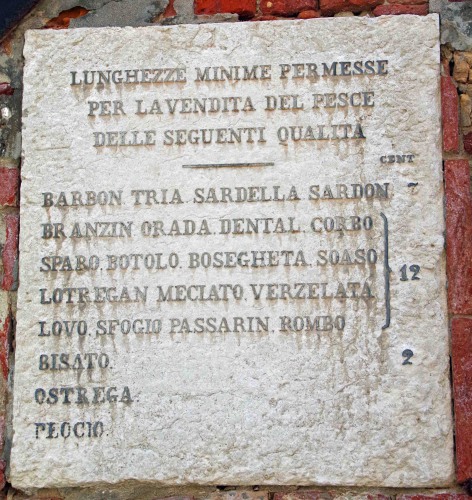 LUNGHEZZE MINIME PERMESSE
PER LA VENDITA DEL PESCE
DELLE SEGUENTI QUALITA
CENT
BARBON. TRIA. SARDELLA. SARDON. 7
BRANZIN. ORADA. DENTAL. CORBO
SPARO. BOTOLO. BOSEGHETA. SOASO
12
LOTREGAN. MECIATO. VERZELATA
LOVO. SFOGIO. PASSARIN. ROMBO
BISATO. 2
OSTREGA.
PEOCIO.